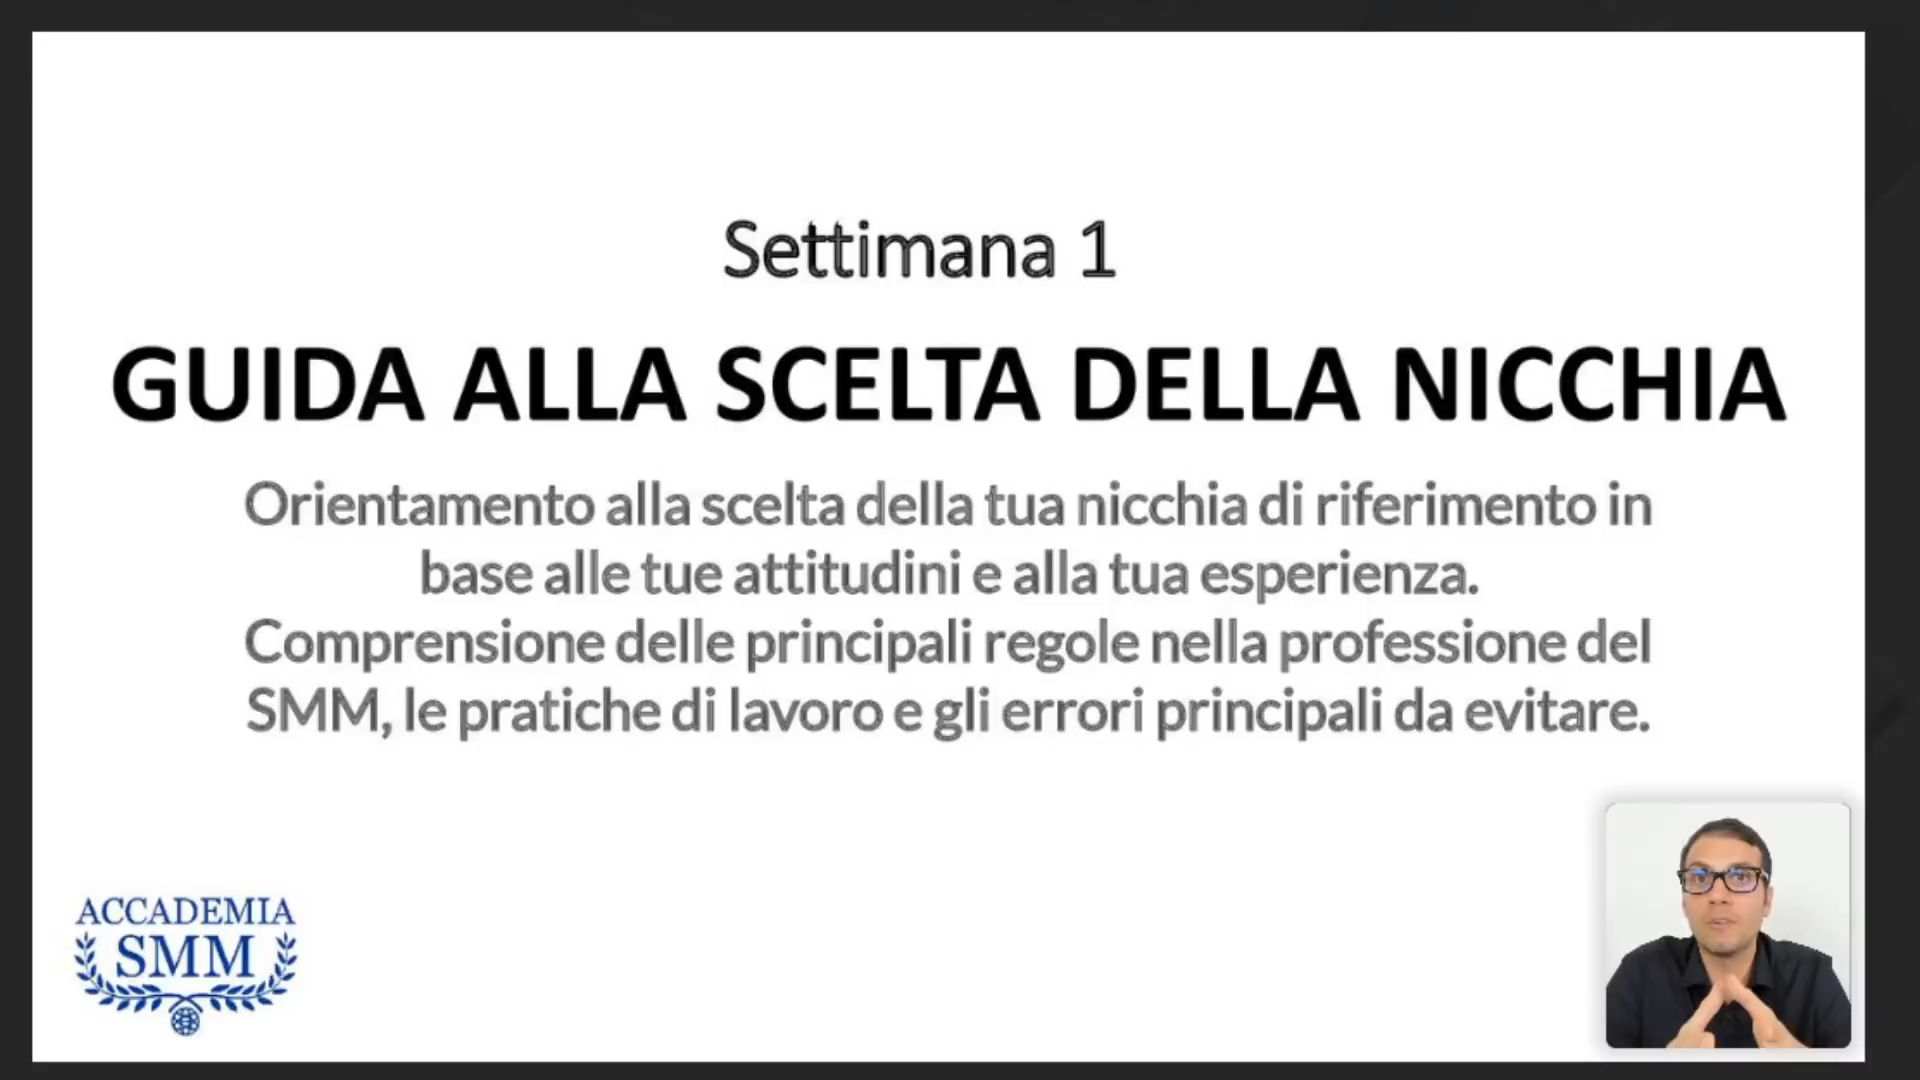 Settimana 1
GUIDA ALLA SCELTA DELLA NICCHIA
Orientamento alla scelta della tua nicchia di riferimento in
base alle tue attitudini e alla tua esperienza.
Comprensione delle principali regole nella professione del
SMM, le pratiche di lavoro e gli errori principali da evitare.
ACCADEMIA
SMM